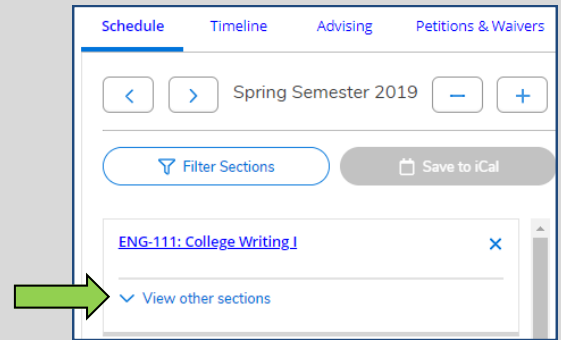 Schedule Timeline Advising Petitions & Waivers
Spring Semester 2019
Filter Sections Save to iCal
ENG-111: College Writing I
View other sections